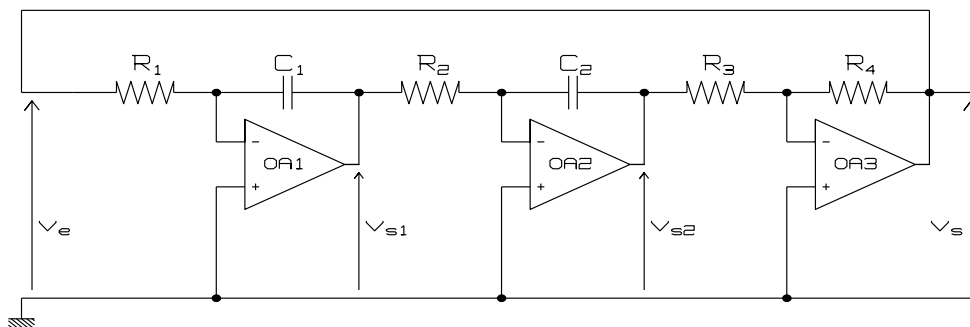 R1 C1 R2 C2 R3 R4
- - -
OA1 OA2 OA3
+ + +
Ve Vs1 Vs2 Vs